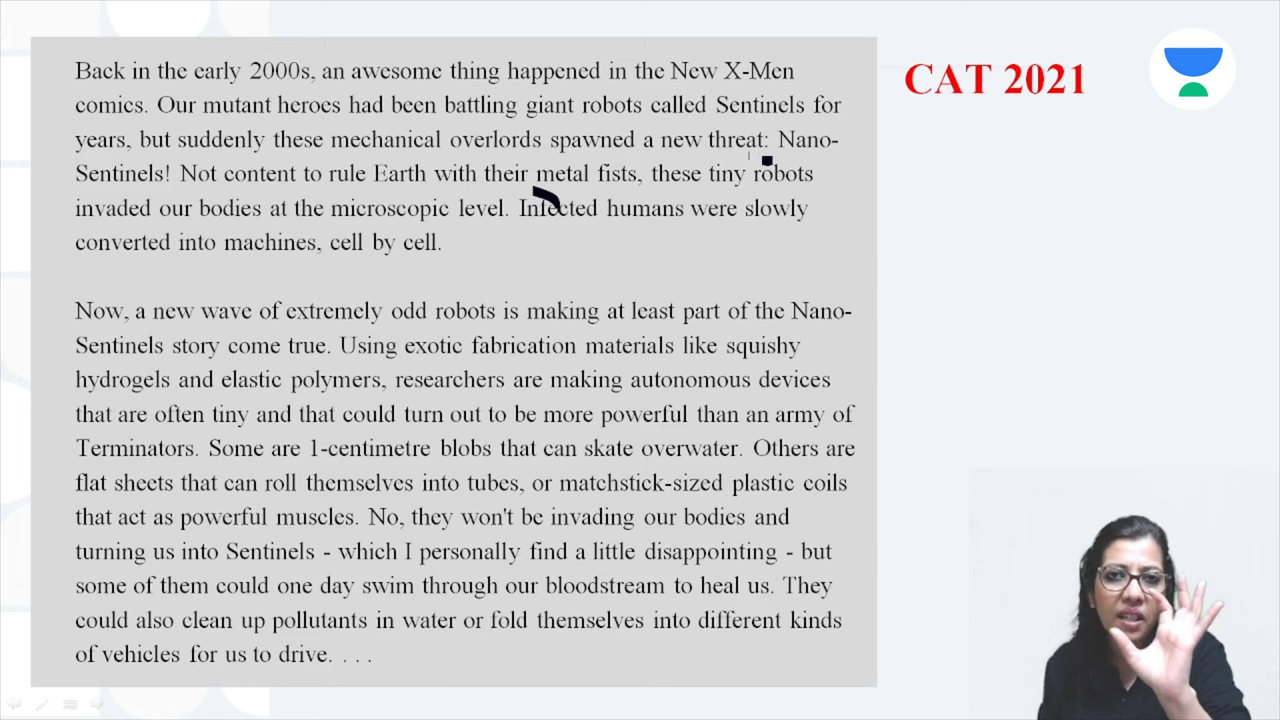 Back in the early 2000s, an awesome thing happened in the New X-Men
comics. Our mutant heroes had been battling giant robots called Sentinels for
years, but suddenly these mechanical overlords spawned a new threat: Nano-
Sentinels! Not content to rule Earth with their metal fists, these tiny robots
invaded our bodies at the microscopic level. Infected humans were slowly
converted into machines, cell by cell.
Now, a new wave of extremely odd robots is making at least part of the Nano-
Sentinels story come true. Using exotic fabrication materials like squishy
hydrogels and elastic polymers, researchers are making autonomous devices
that are often tiny and that could turn out to be more powerful than an army of
Terminators. Some are 1-centimetre blobs that can skate overwater. Others are
flat sheets that can roll themselves into tubes, or matchstick-sized plastic coils
that act as powerful muscles. No, they won't be invading our bodies and
turning us into Sentinels - which I personally find a little disappointing - but
some of them could one day swim through our bloodstream to heal us. They
could also clean up pollutants in water or fold themselves into different kinds
of vehicles for us to drive. . . .
CAT 2021